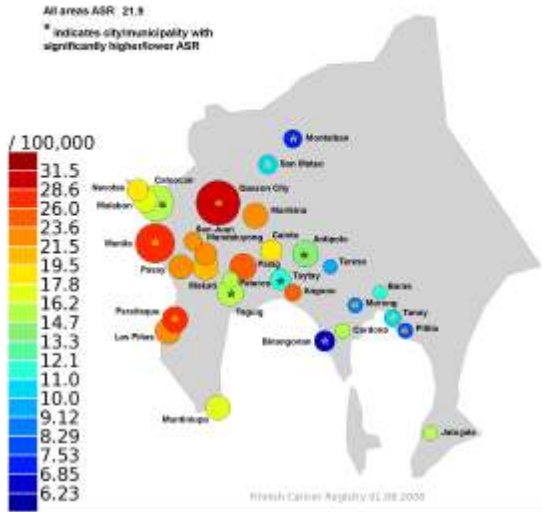 All areas ASR 21.9
* indicates city/municipality with
significantly higher/lower ASR
/ 100,000
31.5
28.6
26.0
23.6
21.5
19.5
17.8
16.2
14.7
13.3
12.1
11.0
10.0
9.12
8.29
7.53
6.85
6.23
Montalban
San Mateo
Navotas
Caloocan
Quezon City
Malabon
Marikina
San Juan
Manila
Mandaluyong
Cainta
Antipolo
Pasay
Pasig
Teresa
Makati
Pateros
Taytay
Angono
Baras
Taguig
Morong
Tanay
Paranaque
Pililla
Las Piñas
Cardona
Binangonan
Muntinlupa
Jalajala
Finnish Cancer Registry 01.08.2008